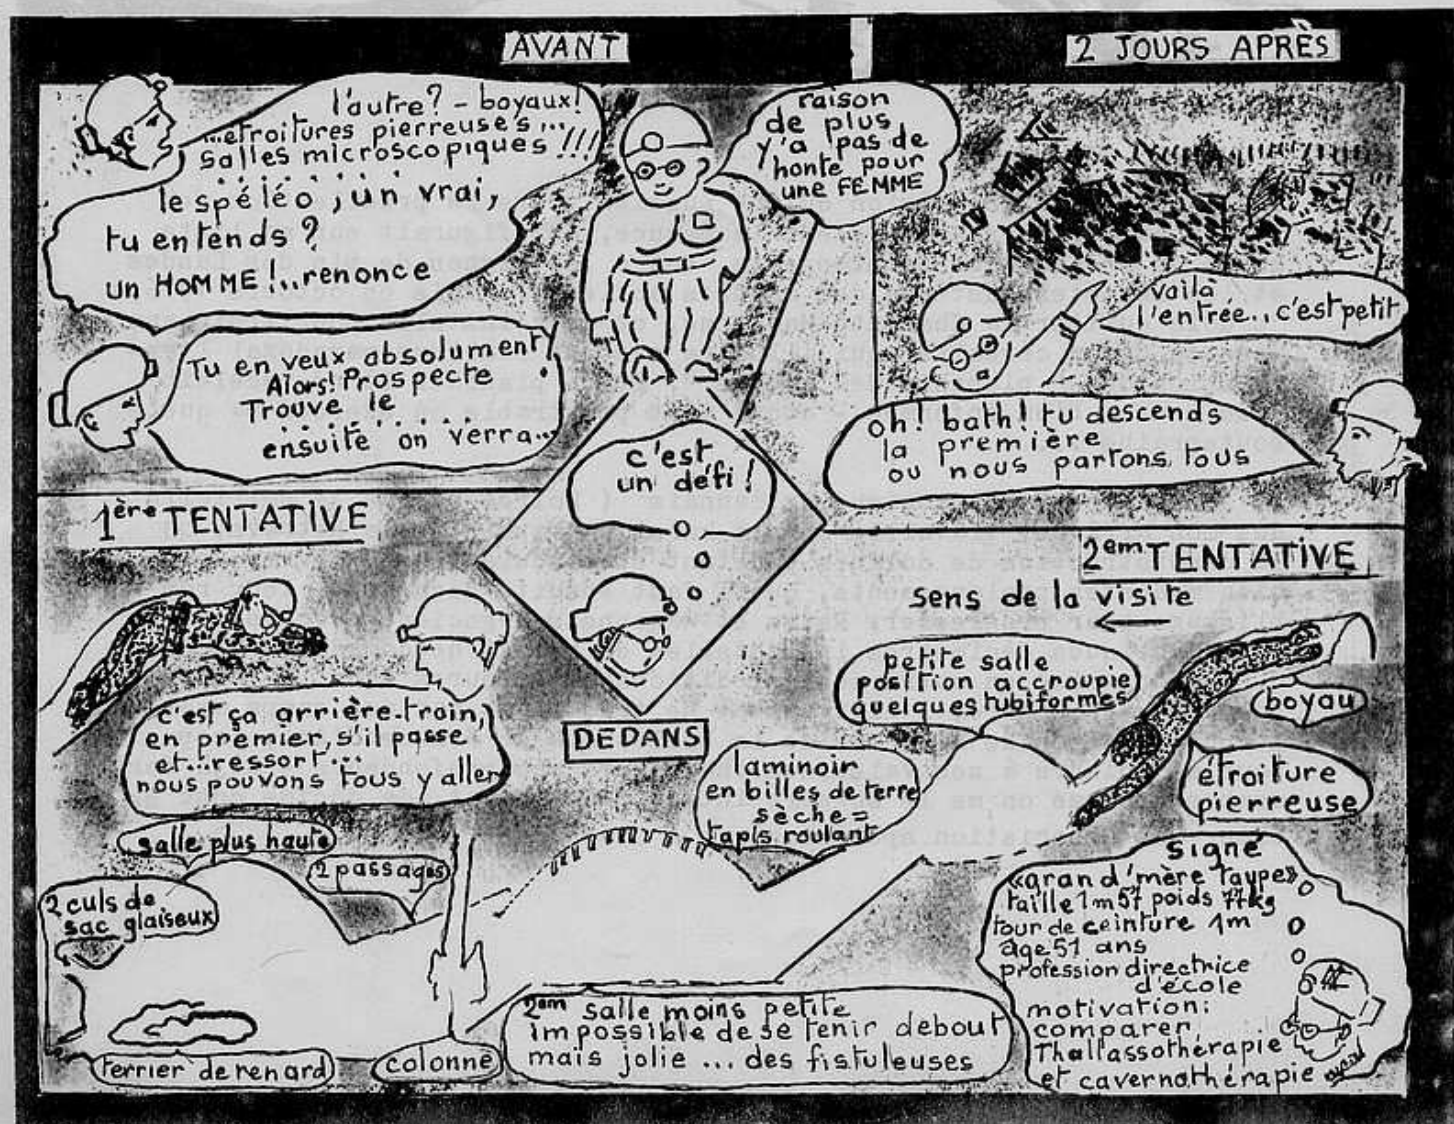 AVANT
l'autre? - boyaux!
...etroitures pierreuses...
salles microscopiques !!!
le spéléo, un vrai,
tu entends ?
un HOMME !.. renonce
raison
de plus
y'a pas de
honte pour
une FEMME
Tu en veux absolument
Alors! Prospecte
Trouve le
ensuite on verra...
c'est
un défi !
2 JOURS APRÈS
voilà
l'entrée.. c'est petit
oh! bath! tu descends
la première
ou nous partons tous
1ère TENTATIVE
c'est ça arrière-train,
en premier, s'il passe
et...ressort...
nous pouvons tous y aller
2em TENTATIVE
sens de la visite
boyau
étroiture
pierreuse
petite salle
position accroupie
quelques tubiformes
DEDANS
laminoir
en billes de terre
sèche =
tapis roulant
salle plus haute
2 passages
2 culs de
sac glaiseux
terrier de renard
colonne
2em salle moins petite
impossible de se tenir debout
mais jolie ... des fistuleuses
signé
«grand'mère Taupe»
taille 1m57 poids 77kg
tour de ceinture 1m
âge 51 ans
profession directrice
d'école
motivation:
comparer
Thallassothérapie
et cavernothérapie